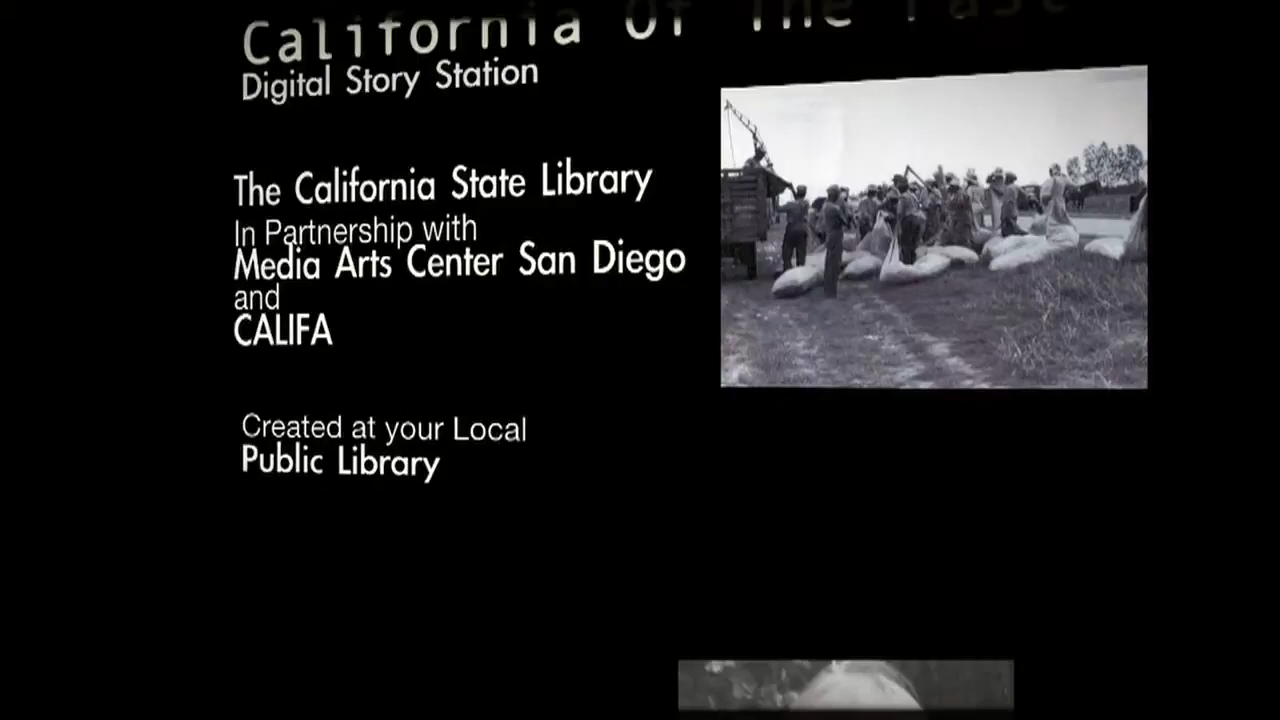 California Of The Past
Digital Story Station
The California State Library
In Partnership with
Media Arts Center San Diego
and
CALIFA
Created at your Local
Public Library